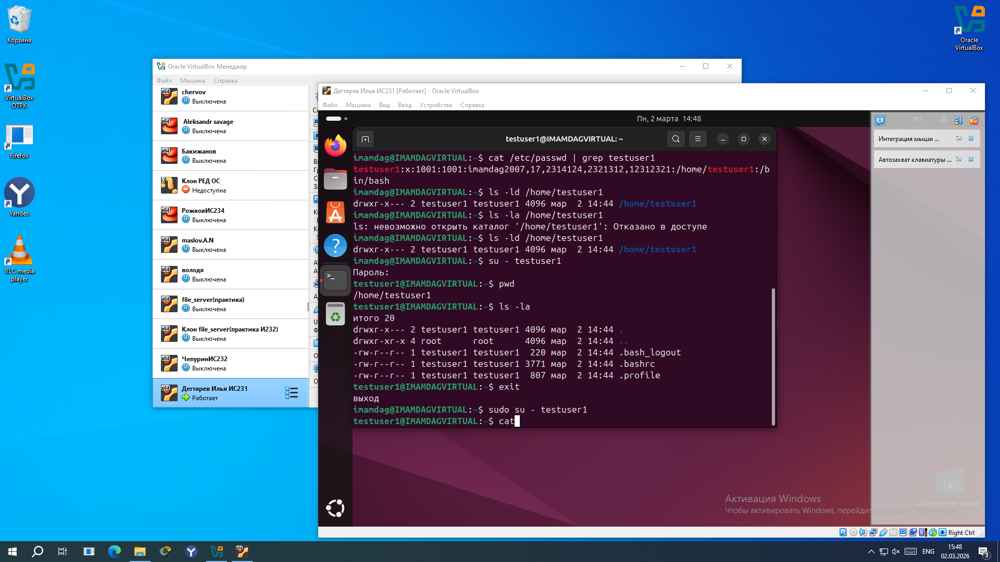 Корзина
VirtualBox
ОТРК
Firefox
Yandex
VLC media
player
Oracle
VirtualBox
Oracle VirtualBox Менеджер
Файл Машина Справка
chervov
Выключена
Aleksandr savage
Выключена
Бакижанов
Выключена
Клон РЕД ОС
Недоступна
РожковИС234
Выключена
maslov.A.N
Выключена
володя
Выключена
file_server(практика)
Выключена
Клон file_server(практика И232)
Выключена
ЧепуринИС232
Выключена
Дегтярев Илья ИС231
Работает
Дегтярев Илья ИС231 [Работает] - Oracle VirtualBox
Файл Машина Вид Ввод Устройства Справка
Пн, 2 марта 14:48
en
testuser1@IMAMDAGVIRTUAL: ~
Интеграция мыши ...
Автозахват клавиатуры ...
imamdag@IMAMDAGVIRTUAL:~$ cat /etc/passwd | grep testuser1
testuser1:x:1001:1001:imamdag2007,17,2314124,2321312,12312321:/home/testuser1:/b
in/bash
imamdag@IMAMDAGVIRTUAL:~$ ls -ld /home/testuser1
drwxr-x--- 2 testuser1 testuser1 4096 мар  2 14:44 /home/testuser1
imamdag@IMAMDAGVIRTUAL:~$ ls -la /home/testuser1
ls: невозможно открыть каталог '/home/testuser1': Отказано в доступе
imamdag@IMAMDAGVIRTUAL:~$ ls -ld /home/testuser1
drwxr-x--- 2 testuser1 testuser1 4096 мар  2 14:44 /home/testuser1
imamdag@IMAMDAGVIRTUAL:~$ su - testuser1
Пароль:
testuser1@IMAMDAGVIRTUAL:~$ pwd
/home/testuser1
testuser1@IMAMDAGVIRTUAL:~$ ls -la
итого 20
drwxr-x--- 2 testuser1 testuser1 4096 мар  2 14:44 .
drwxr-xr-x 4 root      root      4096 мар  2 14:44 ..
-rw-r--r-- 1 testuser1 testuser1  220 мар  2 14:44 .bash_logout
-rw-r--r-- 1 testuser1 testuser1 3771 мар  2 14:44 .bashrc
-rw-r--r-- 1 testuser1 testuser1  807 мар  2 14:44 .profile
testuser1@IMAMDAGVIRTUAL:~$ exit
выход
imamdag@IMAMDAGVIRTUAL:~$ sudo su - testuser1
testuser1@IMAMDAGVIRTUAL:~$ cat
Активация Windows
Чтобы активировать Windows, перейдите в раздел "Параметры".
Домашняя папка
Right Ctrl
ENG
15:48
02.03.2026
3